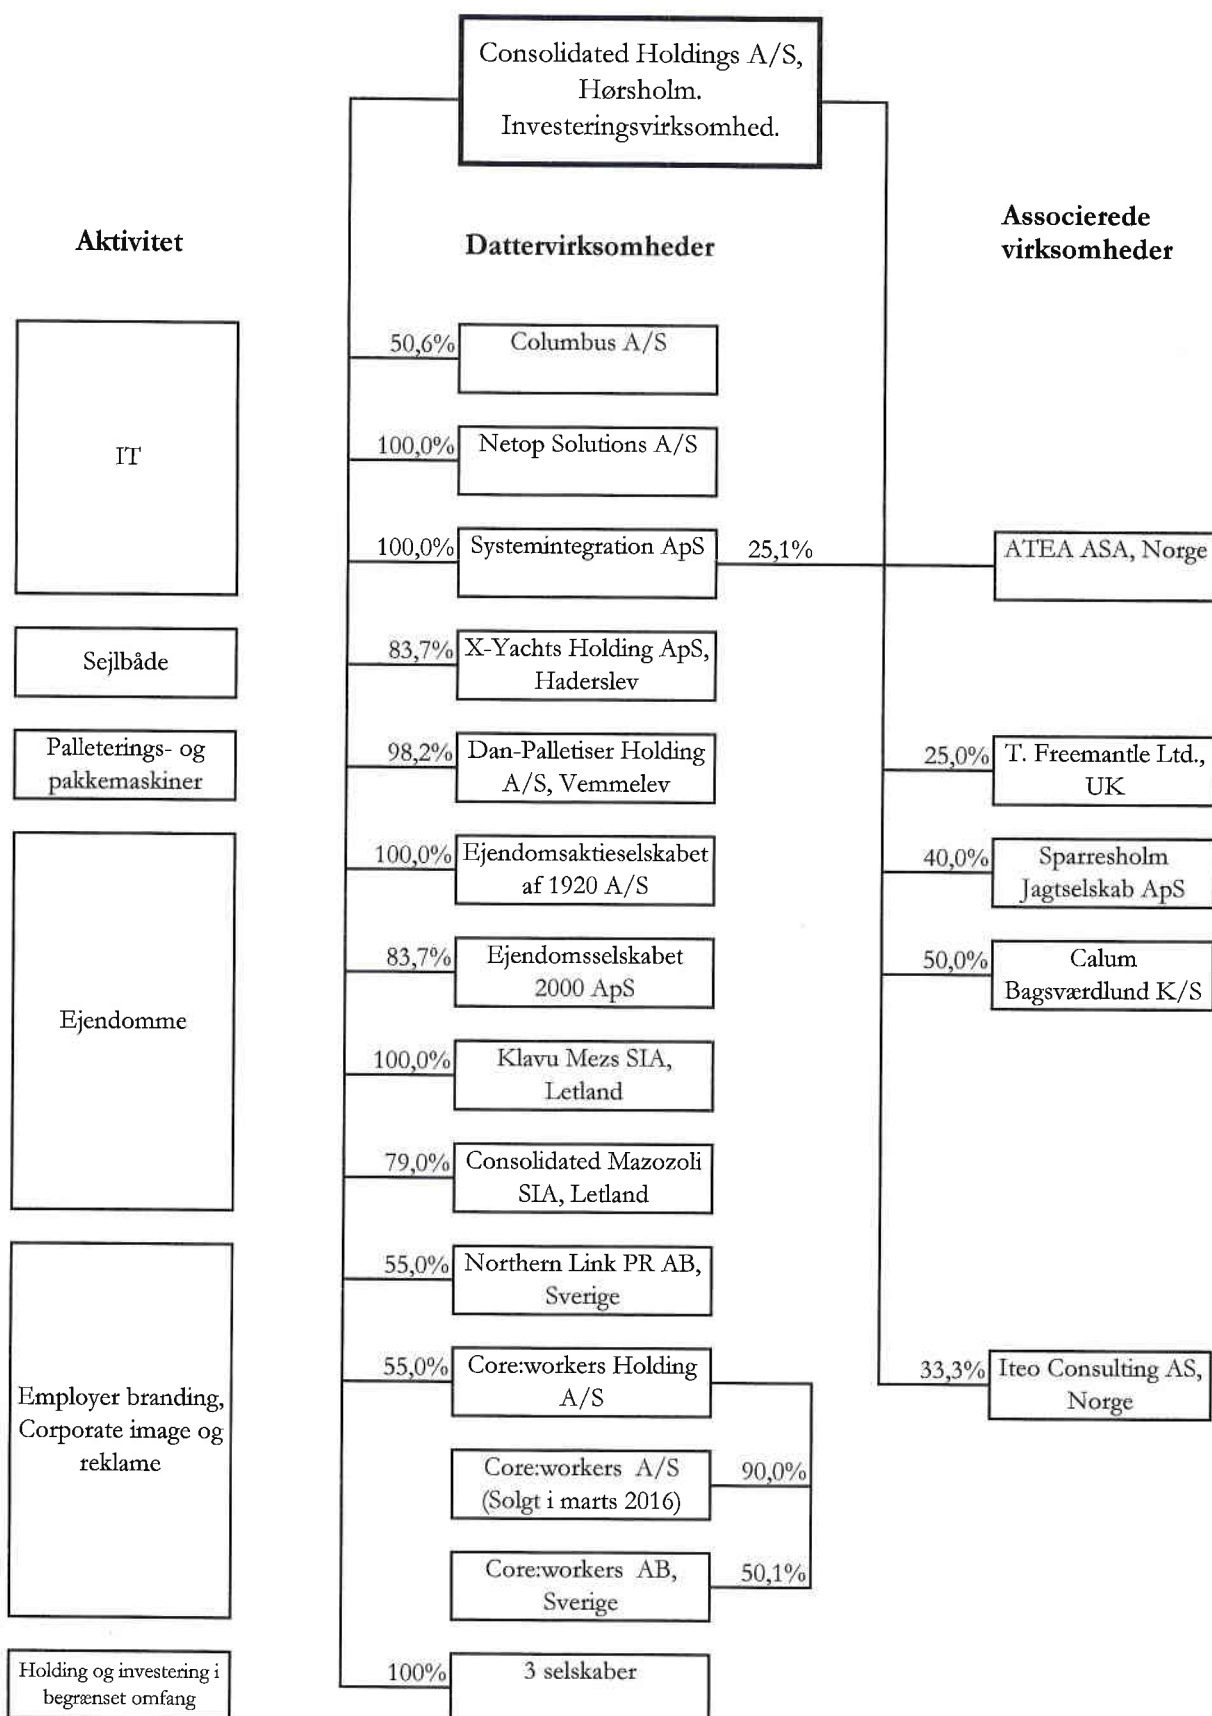 Consolidated Holdings A/S,
Hørsholm.
Investeringsvirksomhed.
Aktivitet
Dattervirksomheder
Associerede
virksomheder
IT
50,6%
Columbus A/S
100,0%
Netop Solutions A/S
100,0%
Systemintegration ApS
25,1%
ATEA ASA, Norge
Sejlbåde
83,7%
X-Yachts Holding ApS,
Haderslev
Palleterings- og
pakkemaskiner
98,2%
Dan-Palletiser Holding
A/S, Vemmelev
25,0%
T. Freemantle Ltd.,
UK
Ejendomme
100,0%
Ejendomsaktieselskabet
af 1920 A/S
40,0%
Sparresholm
Jagtselskab ApS
83,7%
Ejendomsselskabet
2000 ApS
50,0%
Calum
Bagsværdlund K/S
100,0%
Klavu Mezs SIA,
Letland
79,0%
Consolidated Mazozoli
SIA, Letland
Employer branding,
Corporate image og
reklame
55,0%
Northern Link PR AB,
Sverige
55,0%
Core:workers Holding
A/S
33,3%
Iteo Consulting AS,
Norge
Core:workers A/S
(Solgt i marts 2016)
90,0%
Core:workers AB,
Sverige
50,1%
Holding og investering i
begrænset omfang
100%
3 selskaber